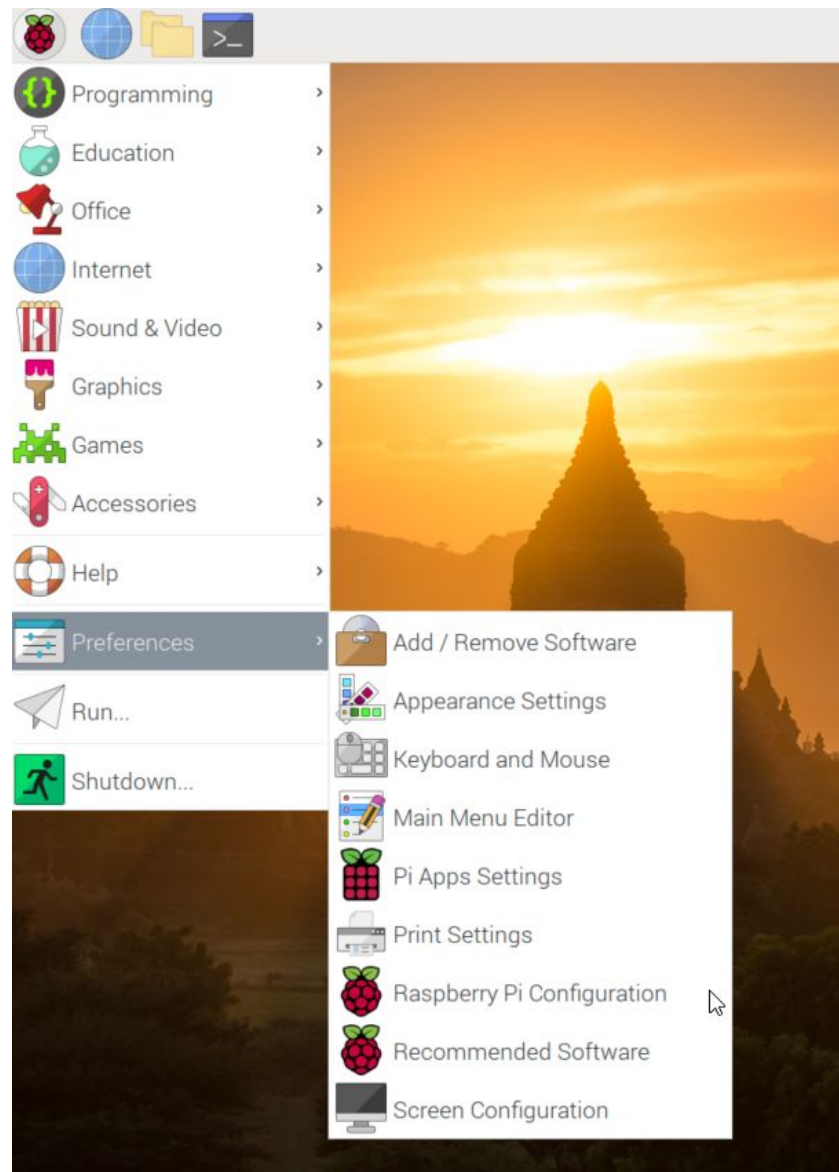 >_
Programming
Education
Office
Internet
Sound & Video
Graphics
Games
Accessories
Help
Preferences
Run...
Shutdown...
Add / Remove Software
Appearance Settings
Keyboard and Mouse
Main Menu Editor
Pi Apps Settings
Print Settings
Raspberry Pi Configuration
Recommended Software
Screen Configuration